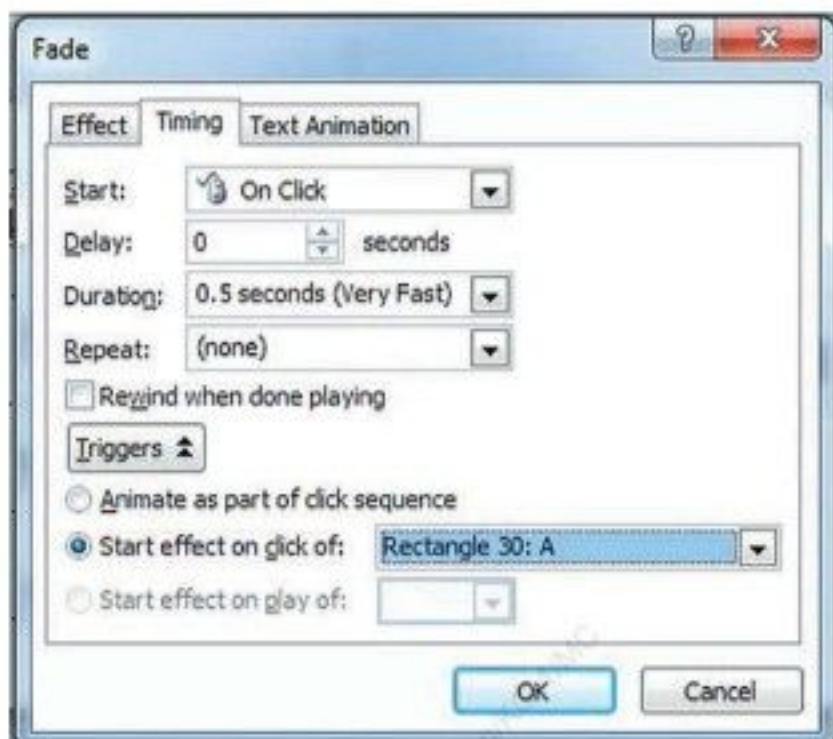 Fade
Effect Timing Text Animation
Start: On Click
Delay: 0 seconds
Duration: 0.5 seconds (Very Fast)
Repeat: (none)
Rewind when done playing
Triggers
Animate as part of click sequence
Start effect on click of: Rectangle 30: A
Start effect on play of:
OK Cancel